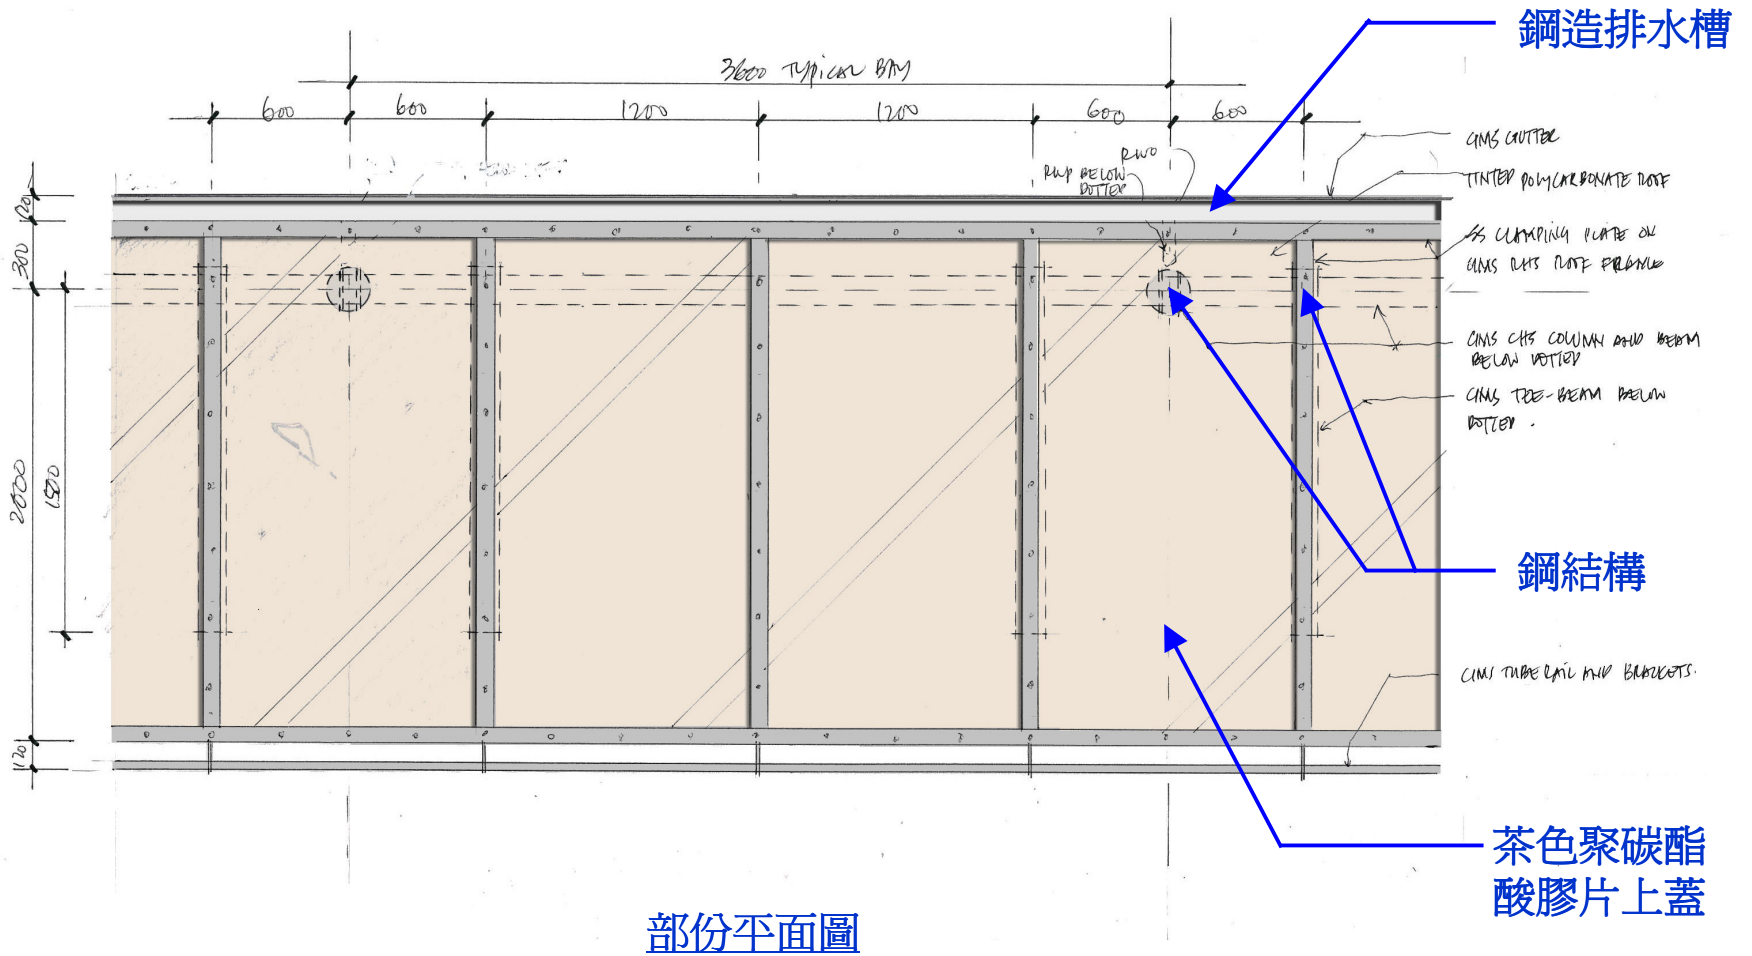 鋼造排水槽
3600 TYPICAL BAY
600
600
1200
1200
600
600
GMS GUTTER
RWO
RWP BELOW
DOTTED
TINTED POLYCARBONATE ROOF
120
SS CLAMPING PLATE ON
GMS RHS ROOF FRAME
300
GMS CHS COLUMN AND BEAM
BELOW DOTTED
GMS TEE-BEAM BELOW
DOTTED.
2000
1500
鋼結構
GMS TUBE RAIL AND BRACKETS.
120
茶色聚碳酯
酸膠片上蓋
部份平面圖